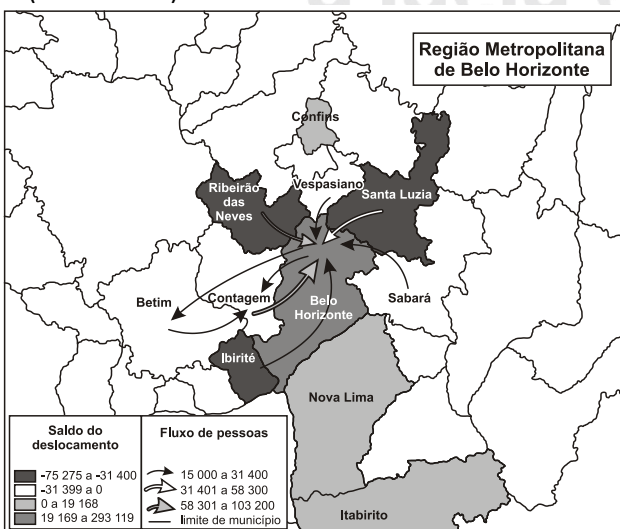 Região Metropolitana
de Belo Horizonte
Confins
Vespasiano
Ribeirão
das
Neves
Santa Luzia
Betim
Contagem
Belo
Horizonte
Sabará
Ibirité
Nova Lima
Itabirito
Saldo do
deslocamento
-75 275 a -31 400
-31 399 a 0
0 a 19 168
19 169 a 293 119
Fluxo de pessoas
15 000 a 31 400
31 401 a 58 300
58 301 a 103 200
limite de município